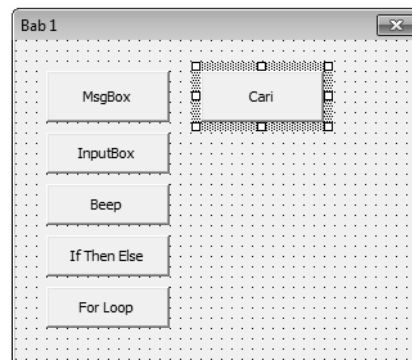 Bab 1
MsgBox
Cari
InputBox
Beep
If Then Else
For Loop